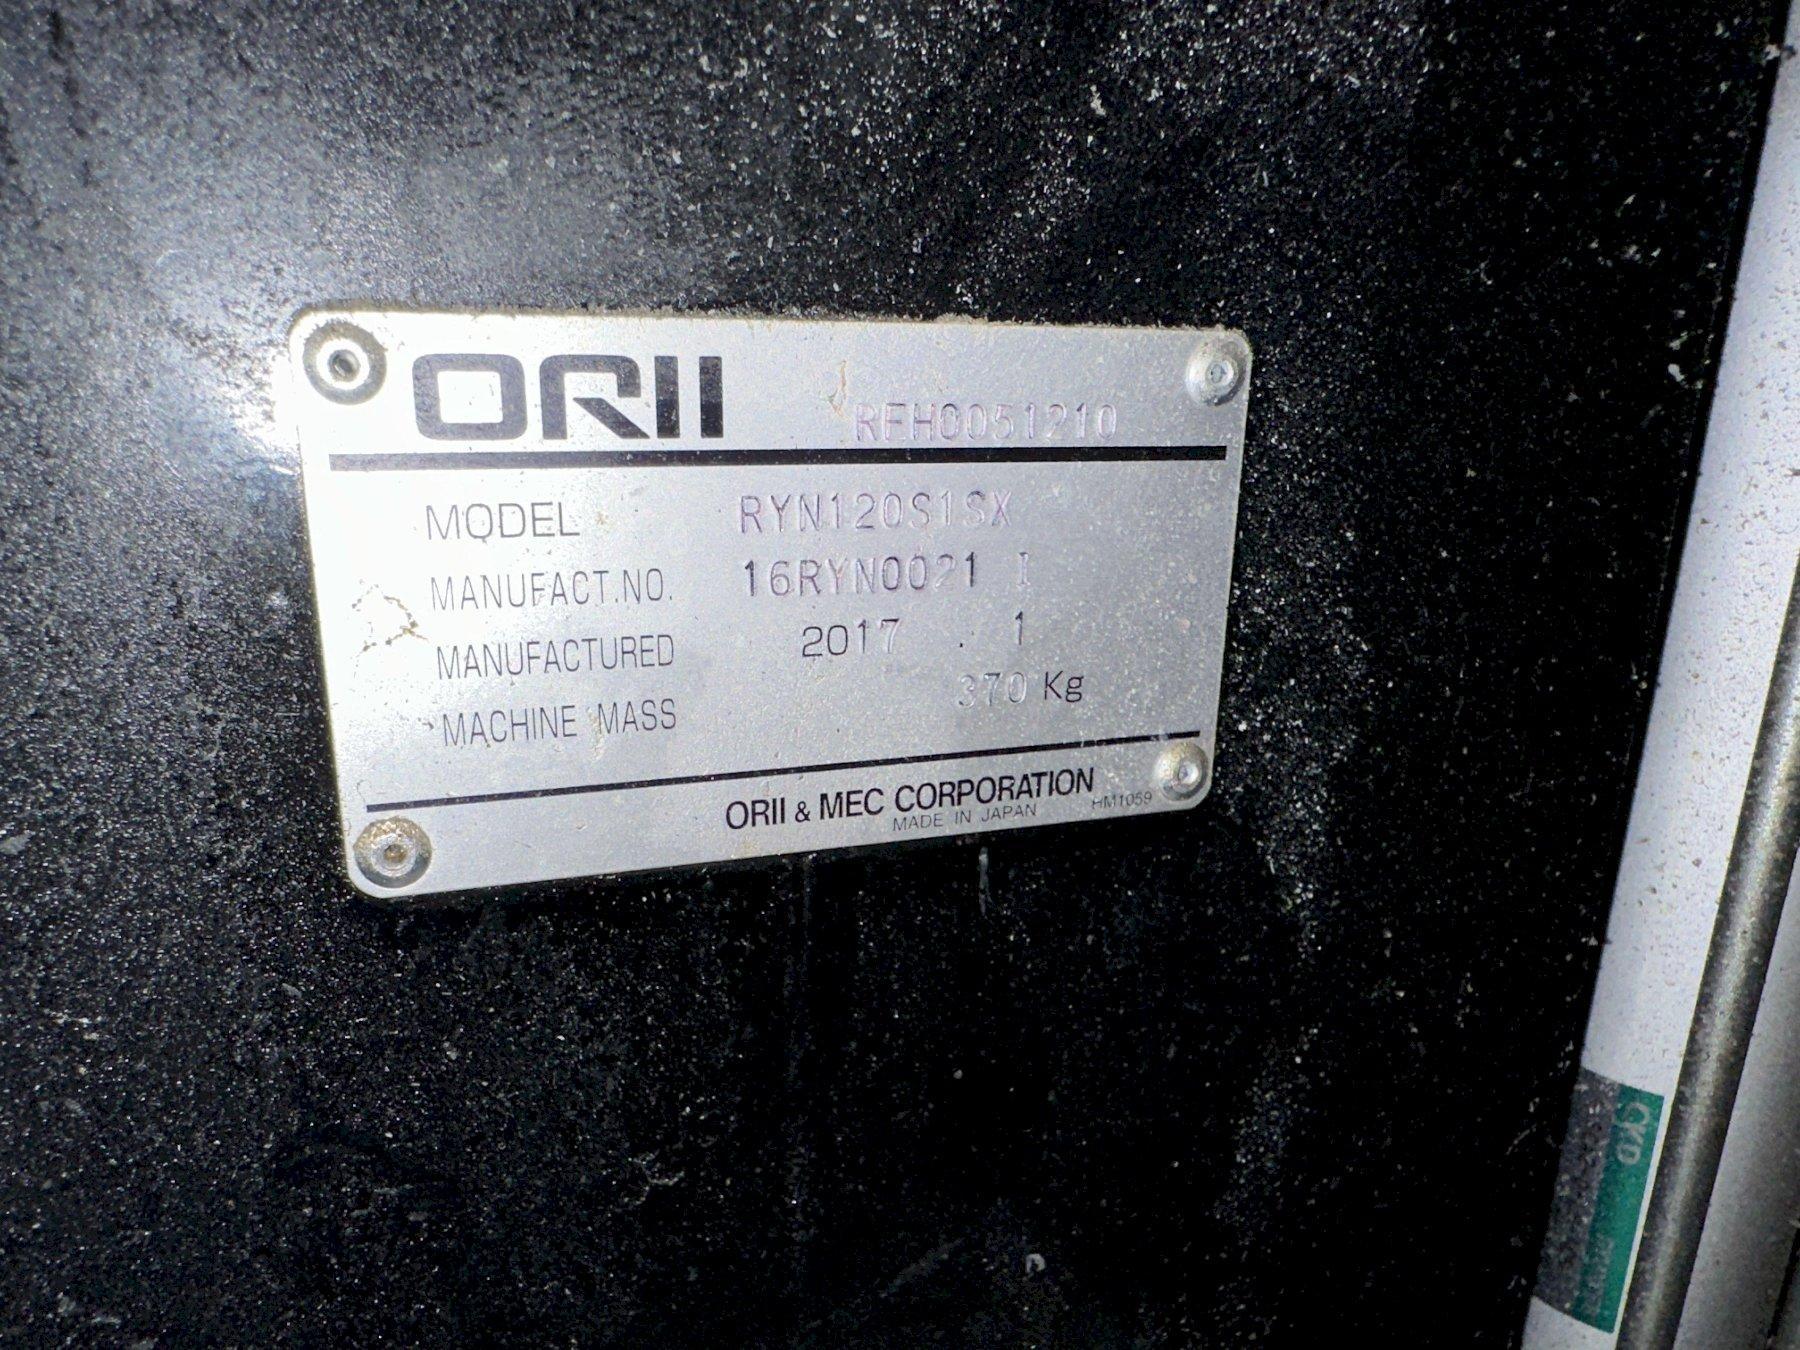 ORII REH0051210
MODEL RYN120S1SX
MANUFACT.NO. 16RYN0021 I
MANUFACTURED 2017 . 1
MACHINE MASS 370 Kg
ORII & MEC CORPORATION
MADE IN JAPAN HM1059
CKD